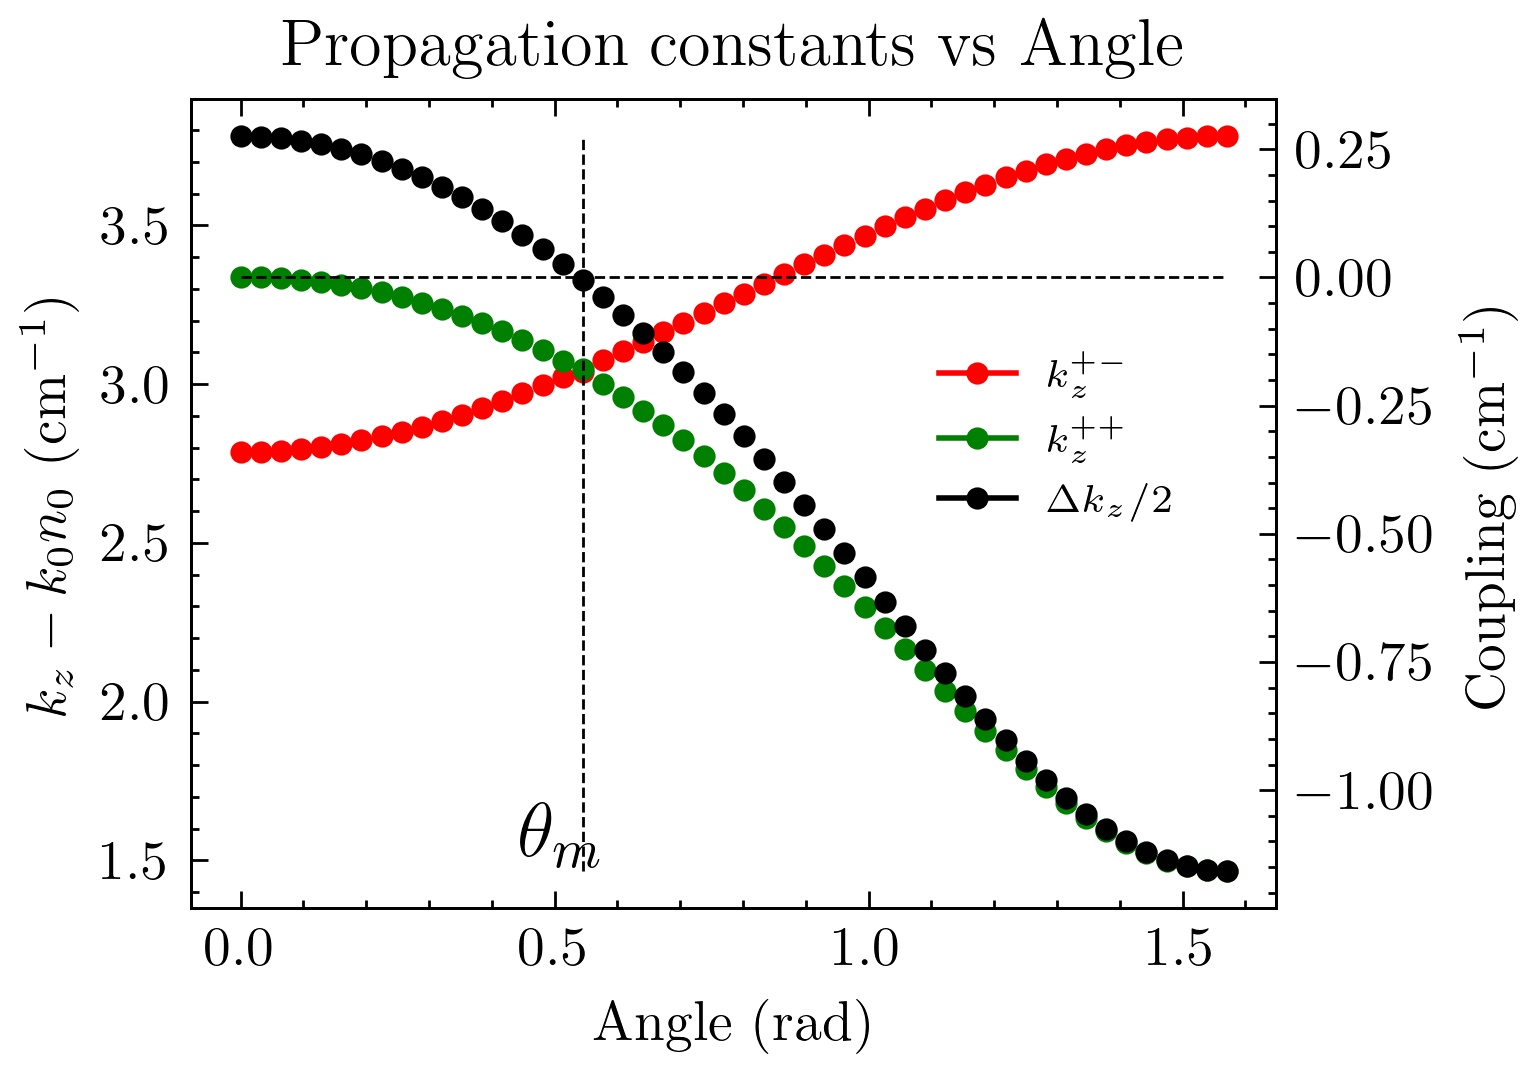 Propagation constants vs Angle
k_z − k_0n_0 (cm^{−1})
3.5
3.0
2.5
2.0
1.5
0.25
0.00
−0.25
−0.50
−0.75
−1.00
Coupling (cm^{−1})
k_z^{+−}
k_z^{++}
Δk_z/2
θ_m
0.0 0.5 1.0 1.5
Angle (rad)